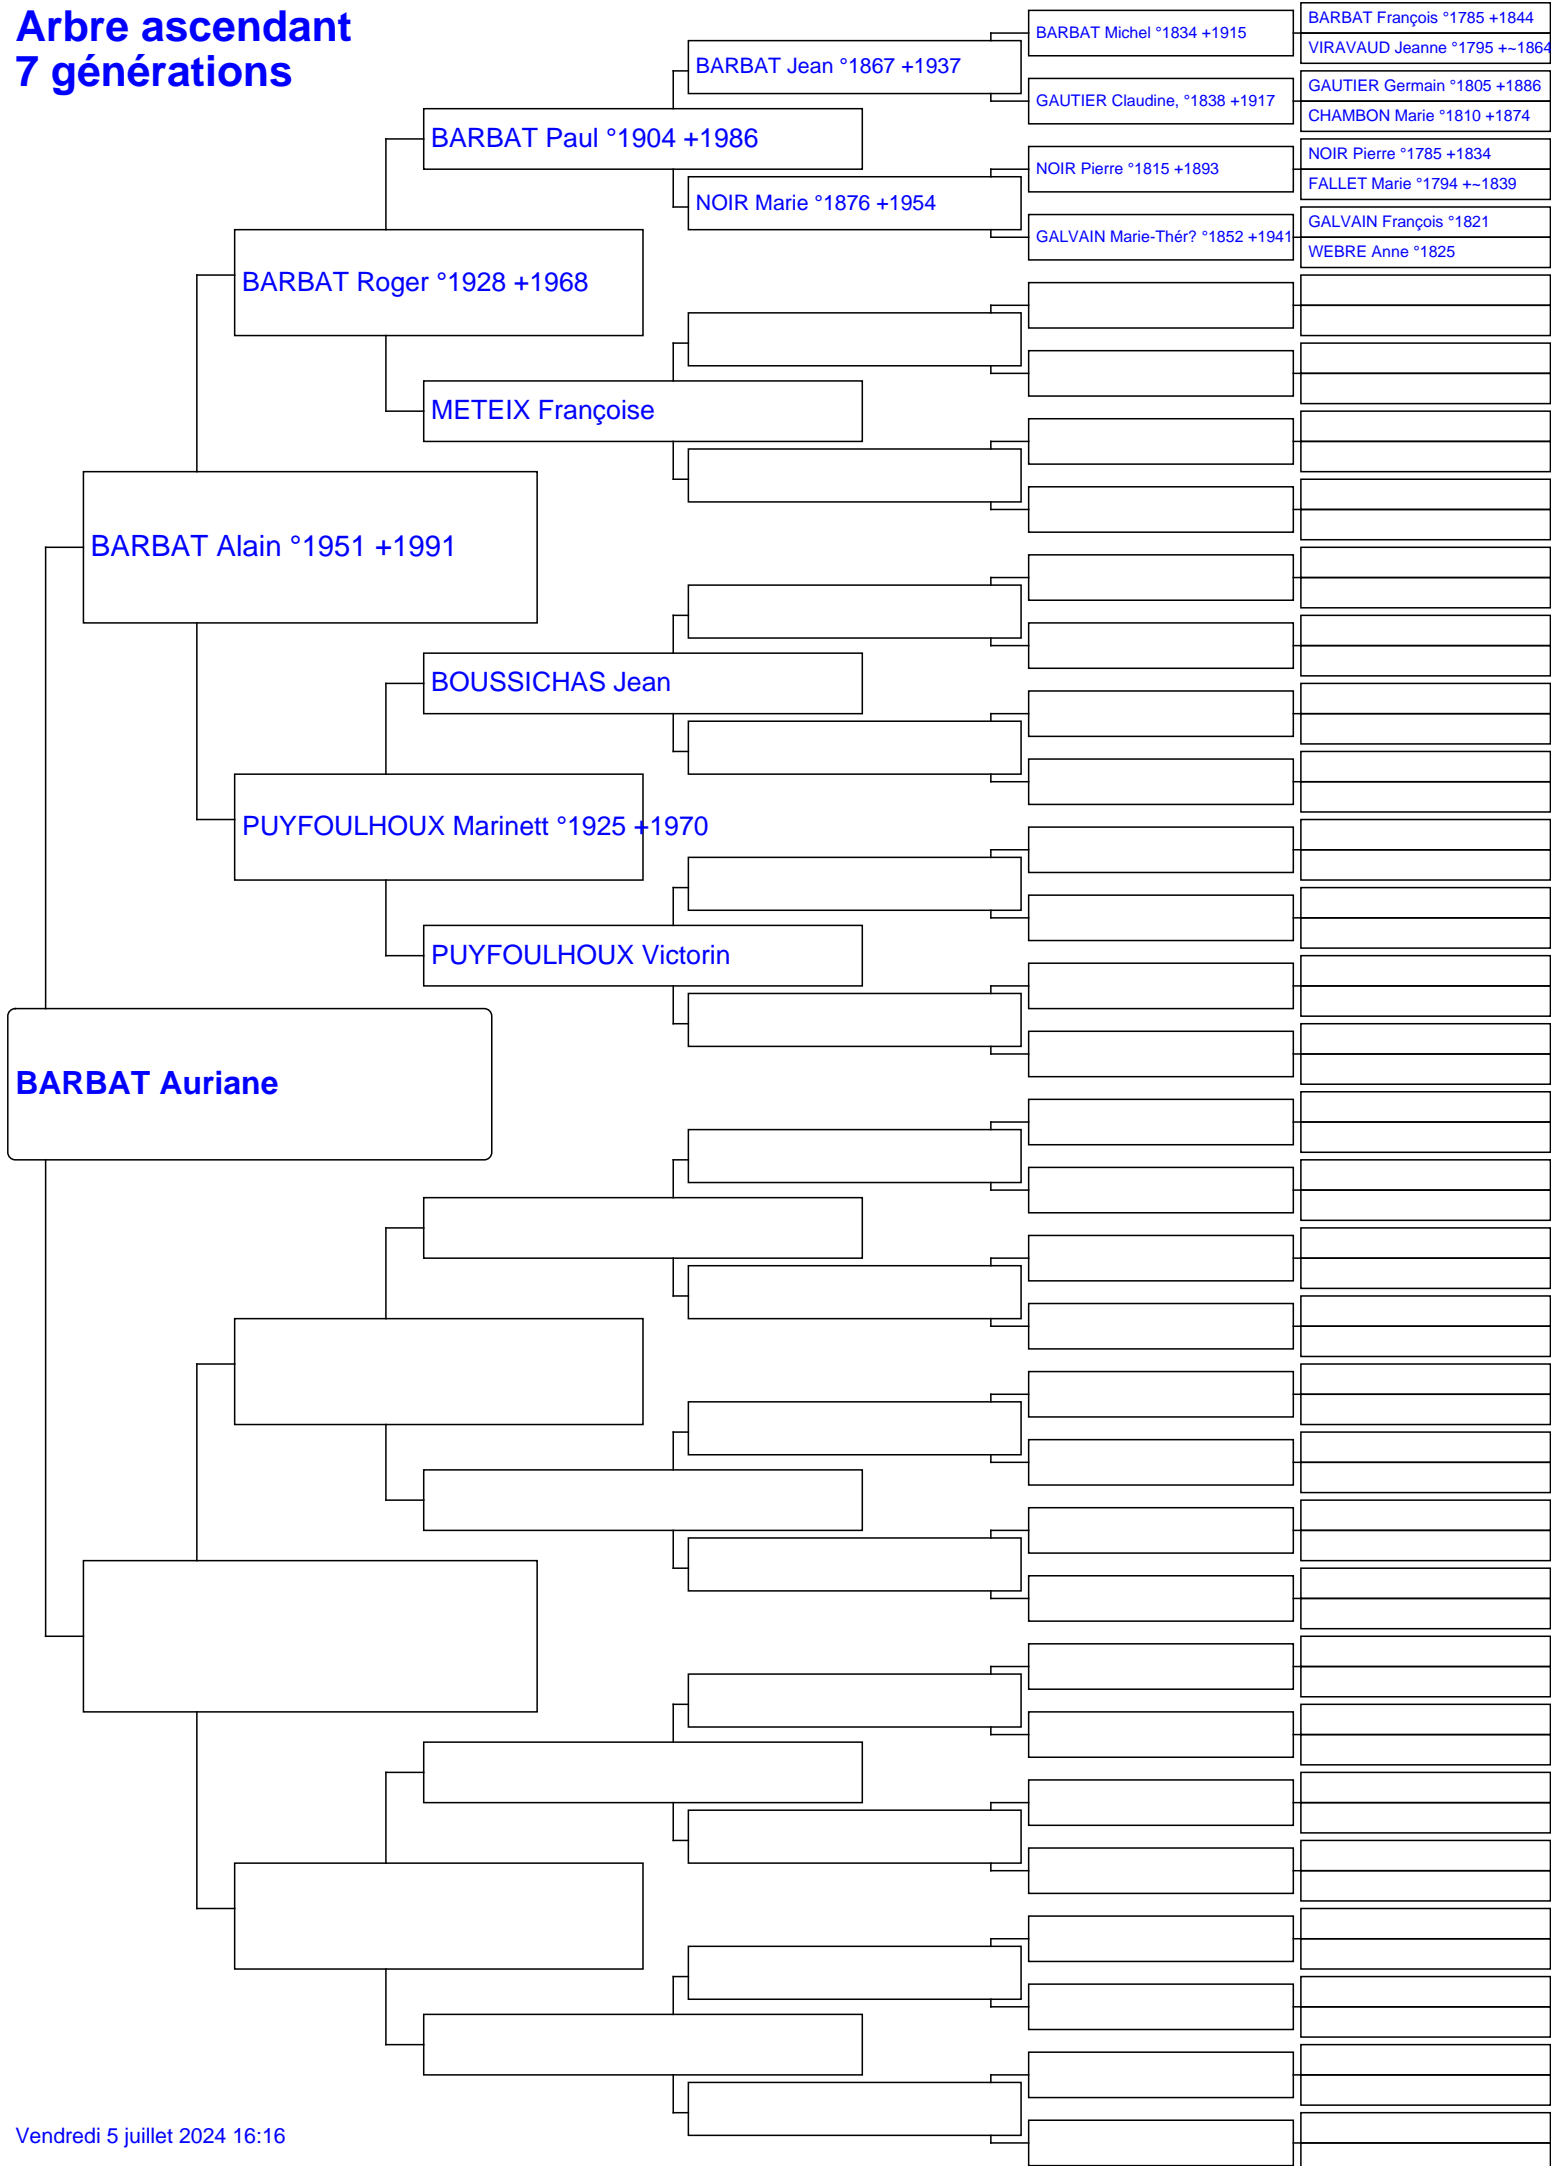 Arbre ascendant
7 générations
BARBAT François °1785 +1844
BARBAT Michel °1834 +1915
VIRAVAUD Jeanne °1795 +~1864
BARBAT Jean °1867 +1937
GAUTIER Germain °1805 +1886
GAUTIER Claudine, °1838 +1917
CHAMBON Marie °1810 +1874
BARBAT Paul °1904 +1986
NOIR Pierre °1785 +1834
NOIR Pierre °1815 +1893
FALLET Marie °1794 +~1839
NOIR Marie °1876 +1954
GALVAIN François °1821
GALVAIN Marie-Thér? °1852 +1941
WEBRE Anne °1825
BARBAT Roger °1928 +1968
METEIX Françoise
BARBAT Alain °1951 +1991
BOUSSICHAS Jean
PUYFOULHOUX Marinett °1925 +1970
PUYFOULHOUX Victorin
BARBAT Auriane
Vendredi 5 juillet 2024 16:16